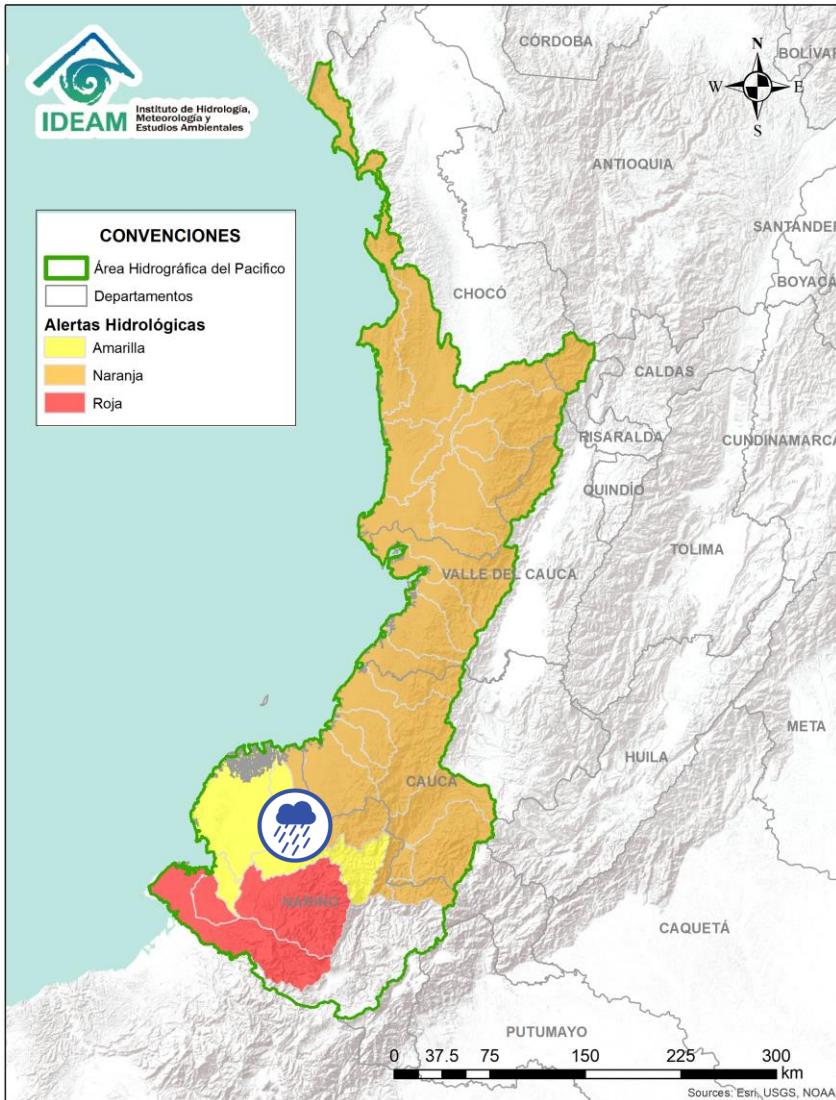 CÓRDOBA
BOLÍVAR
N
W
E
S
IDEAM
Instituto de Hidrología,
Meteorología y
Estudios Ambientales
ANTIOQUIA
SANTANDER
BOYACÁ
CONVENCIONES
Área Hidrográfica del Pacifico
Departamentos
Alertas Hidrológicas
Amarilla
Naranja
Roja
CHOCÓ
CALDAS
RISARALDA
CUNDINAMARCA
QUINDÍO
TOLIMA
VALLE DEL CAUCA
META
HUILA
CAUCA
NARIÑO
CAQUETÁ
PUTUMAYO
0 37.5 75 150 225 300
km
Sources: Esri, USGS, NOAA